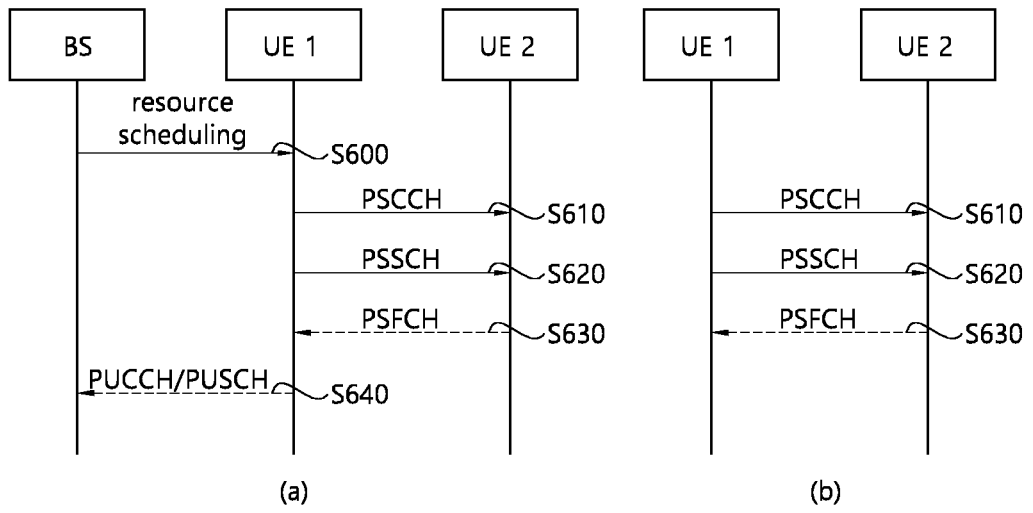 BS
UE 1
UE 2
UE 1
UE 2
resource
scheduling
S600
PSCCH
S610
PSCCH
S610
PSSCH
S620
PSSCH
S620
PSFCH
S630
PSFCH
S630
PUCCH/PUSCH
S640
(a)
(b)